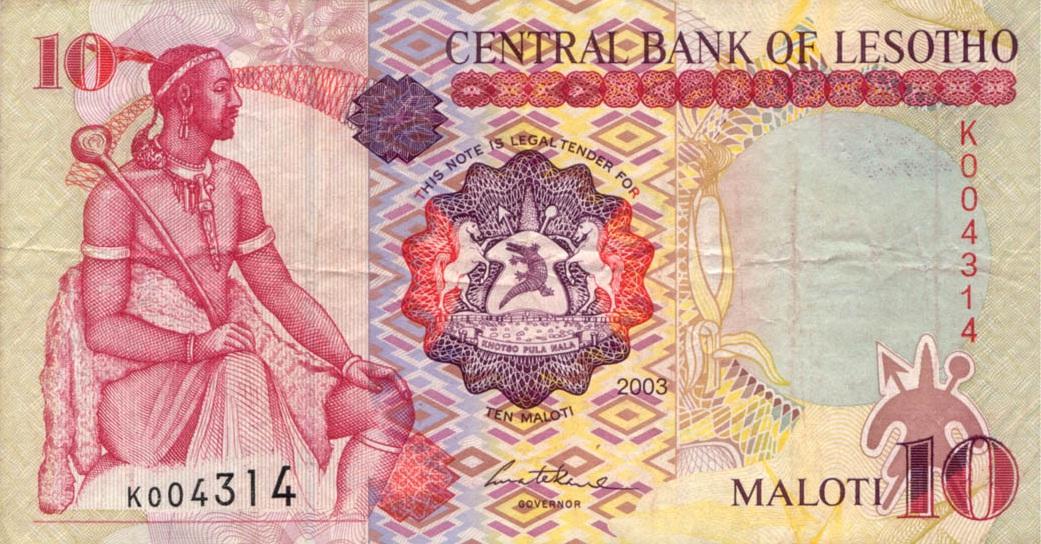 10
CENTRAL BANK OF LESOTHO
K004314
THIS NOTE IS LEGAL TENDER FOR
KHOTSO PULA NALA
2003
TEN MALOTI
GOVERNOR
K004314
MALOTI 10